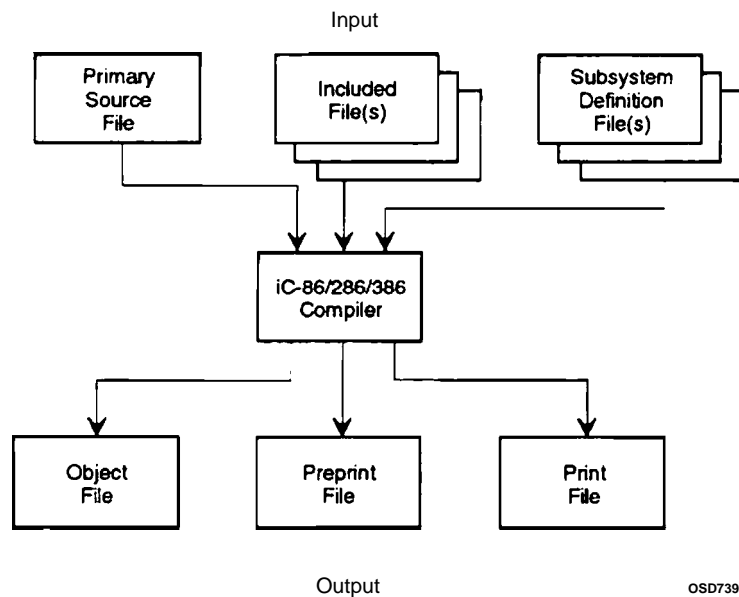 Input
Primary
Source
File
Included
File(s)
Subsystem
Definition
File(s)
iC-86/286/386
Compiler
Object
File
Preprint
File
Print
File
Output
OSD739